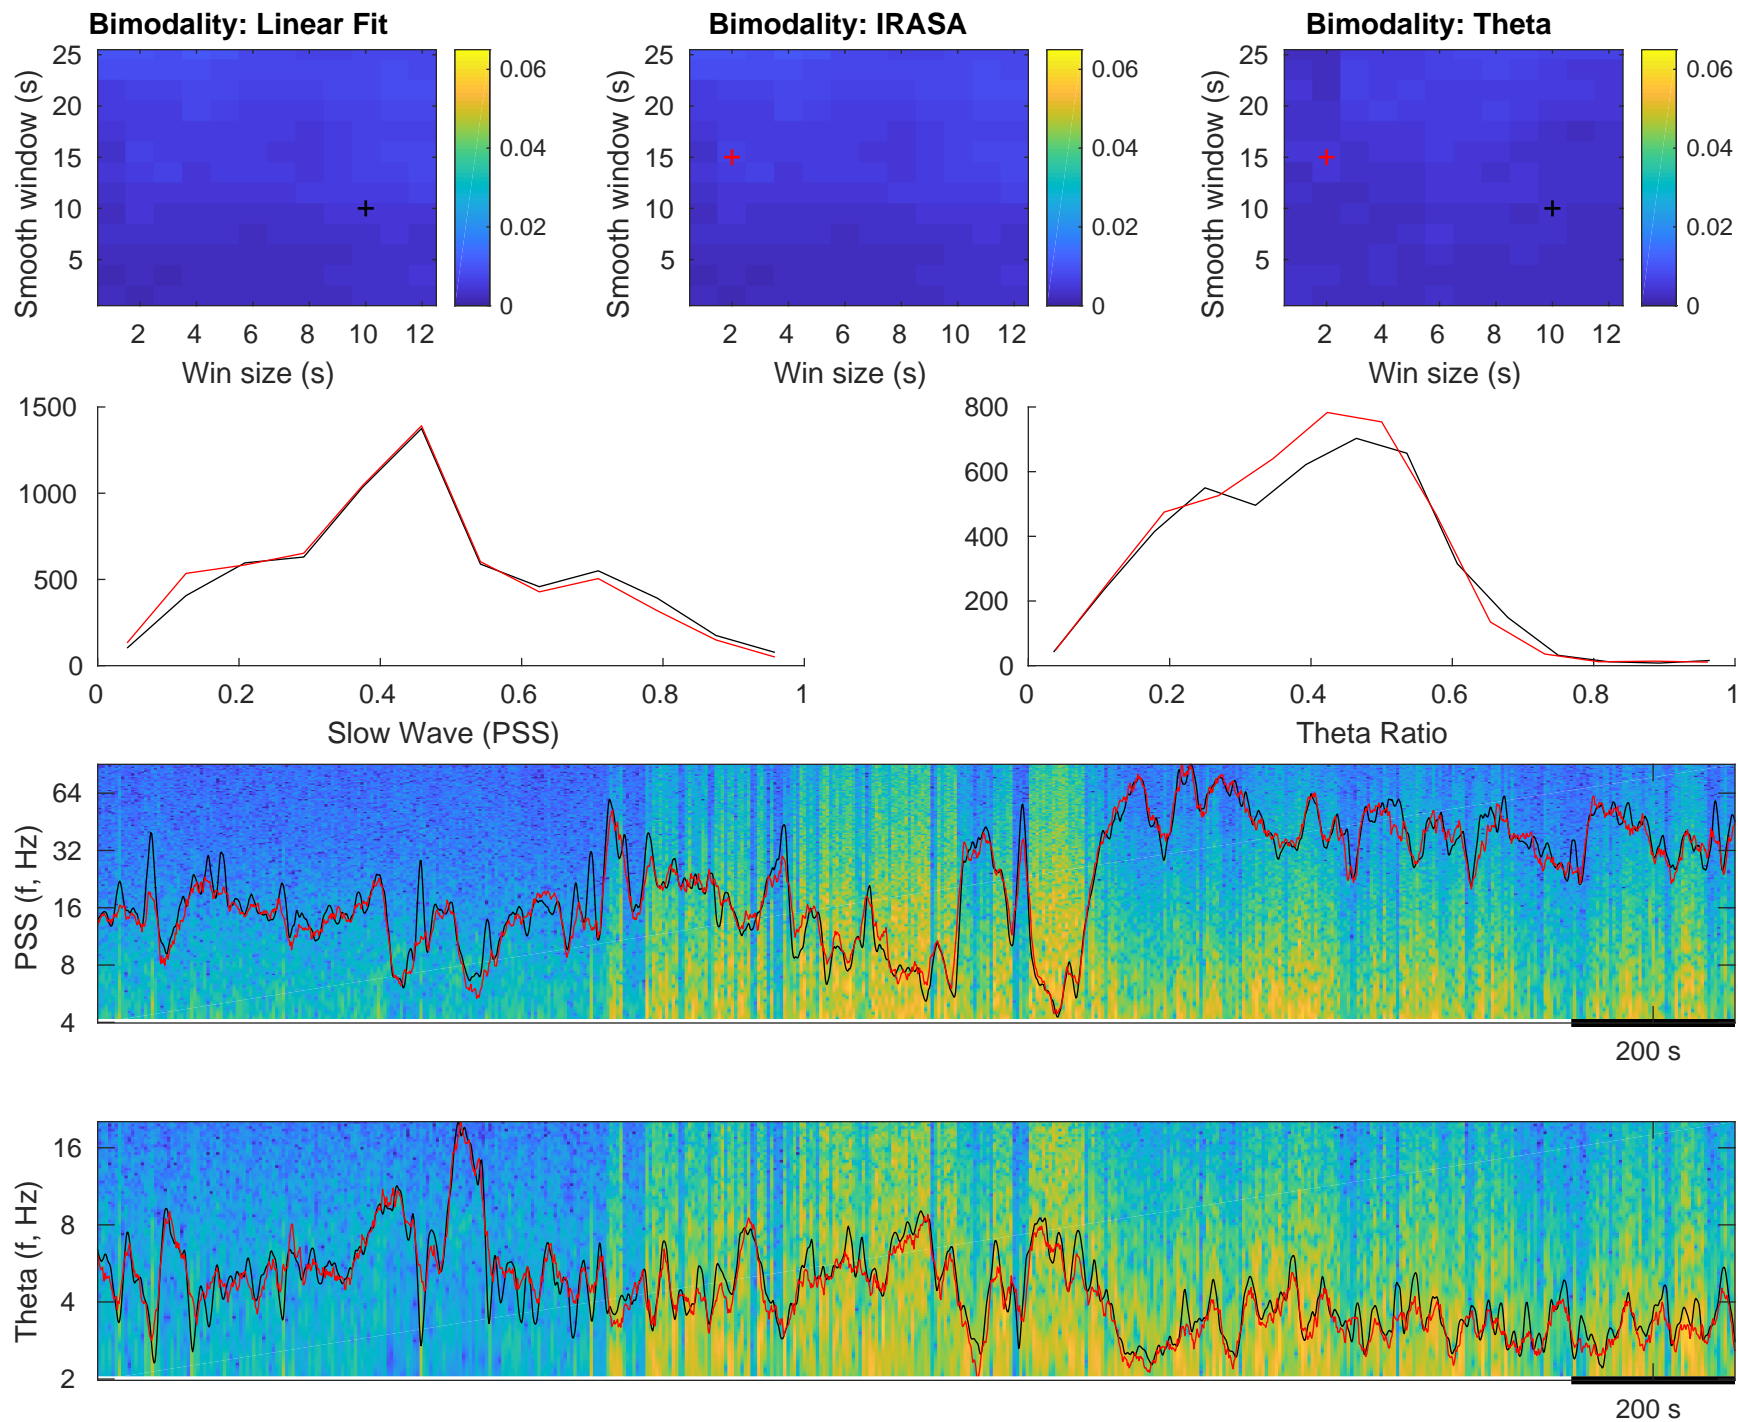 Bimodality: Linear Fit
Bimodality: IRASA
Bimodality: Theta
Smooth window (s)
25
20
15
10
5
2 4 6 8 10 12
Win size (s)
0.06
0.04
0.02
0
Smooth window (s)
25
20
15
10
5
2 4 6 8 10 12
Win size (s)
0.06
0.04
0.02
0
Smooth window (s)
25
20
15
10
5
2 4 6 8 10 12
Win size (s)
0.06
0.04
0.02
0
1500
1000
500
0
0 0.2 0.4 0.6 0.8 1
Slow Wave (PSS)
800
600
400
200
0
0 0.2 0.4 0.6 0.8 1
Theta Ratio
PSS (f, Hz)
64
32
16
8
4
200 s
Theta (f, Hz)
16
8
4
2
200 s